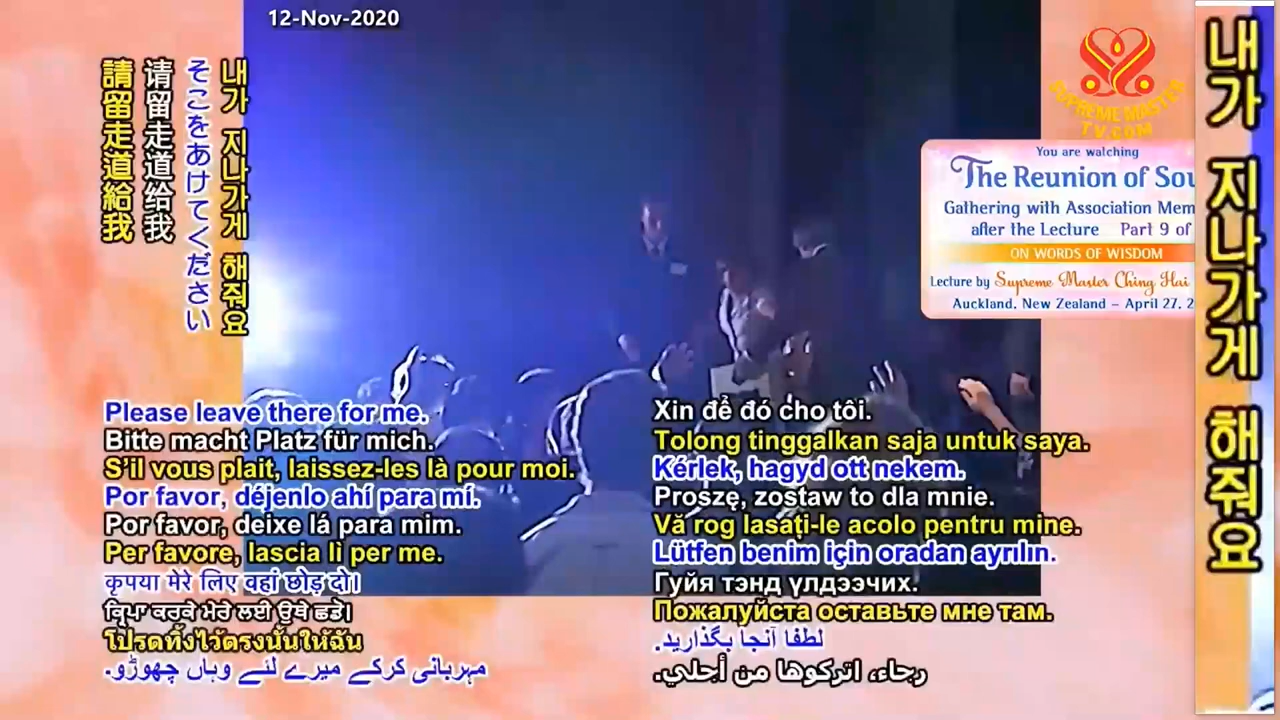 12-Nov-2020
내가 지나가게 해줘요
そこをあけてください
请留走道给我
請留走道給我
SUPREME MASTER
TV.COM
You are watching
The Reunion of Sou
Gathering with Association Mem
after the Lecture Part 9 of
ON WORDS OF WISDOM
Lecture by Supreme Master Ching Hai
Auckland, New Zealand – April 27, 2
내가 지나가게 해줘요
Please leave there for me.
Bitte macht Platz für mich.
S’il vous plait, laissez-les là pour moi.
Por favor, déjenlo ahí para mí.
Por favor, deixe lá para mim.
Per favore, lascia lì per me.
कृपया मेरे लिए वहां छोड़ दो।
ਕ੍ਰਿਪਾ ਕਰਕੇ ਮੇਰੇ ਲਈ ਉਥੇ ਛਡੋ|
โปรดทิ้งไว้ตรงนั้นให้ฉัน
مہربانی کرکے میرے لئے وہاں چھوڑو.
Xin để đó cho tôi.
Tolong tinggalkan saja untuk saya.
Kérlek, hagyd ott nekem.
Proszę, zostaw to dla mnie.
Vă rog lasați-le acolo pentru mine.
Lütfen benim için oradan ayrılın.
Гуйя тэнд үлдээчих.
Пожалуйста оставьте мне там.
لطفا آنجا بگذارید.
رجاء، اتركوها من أجلي.